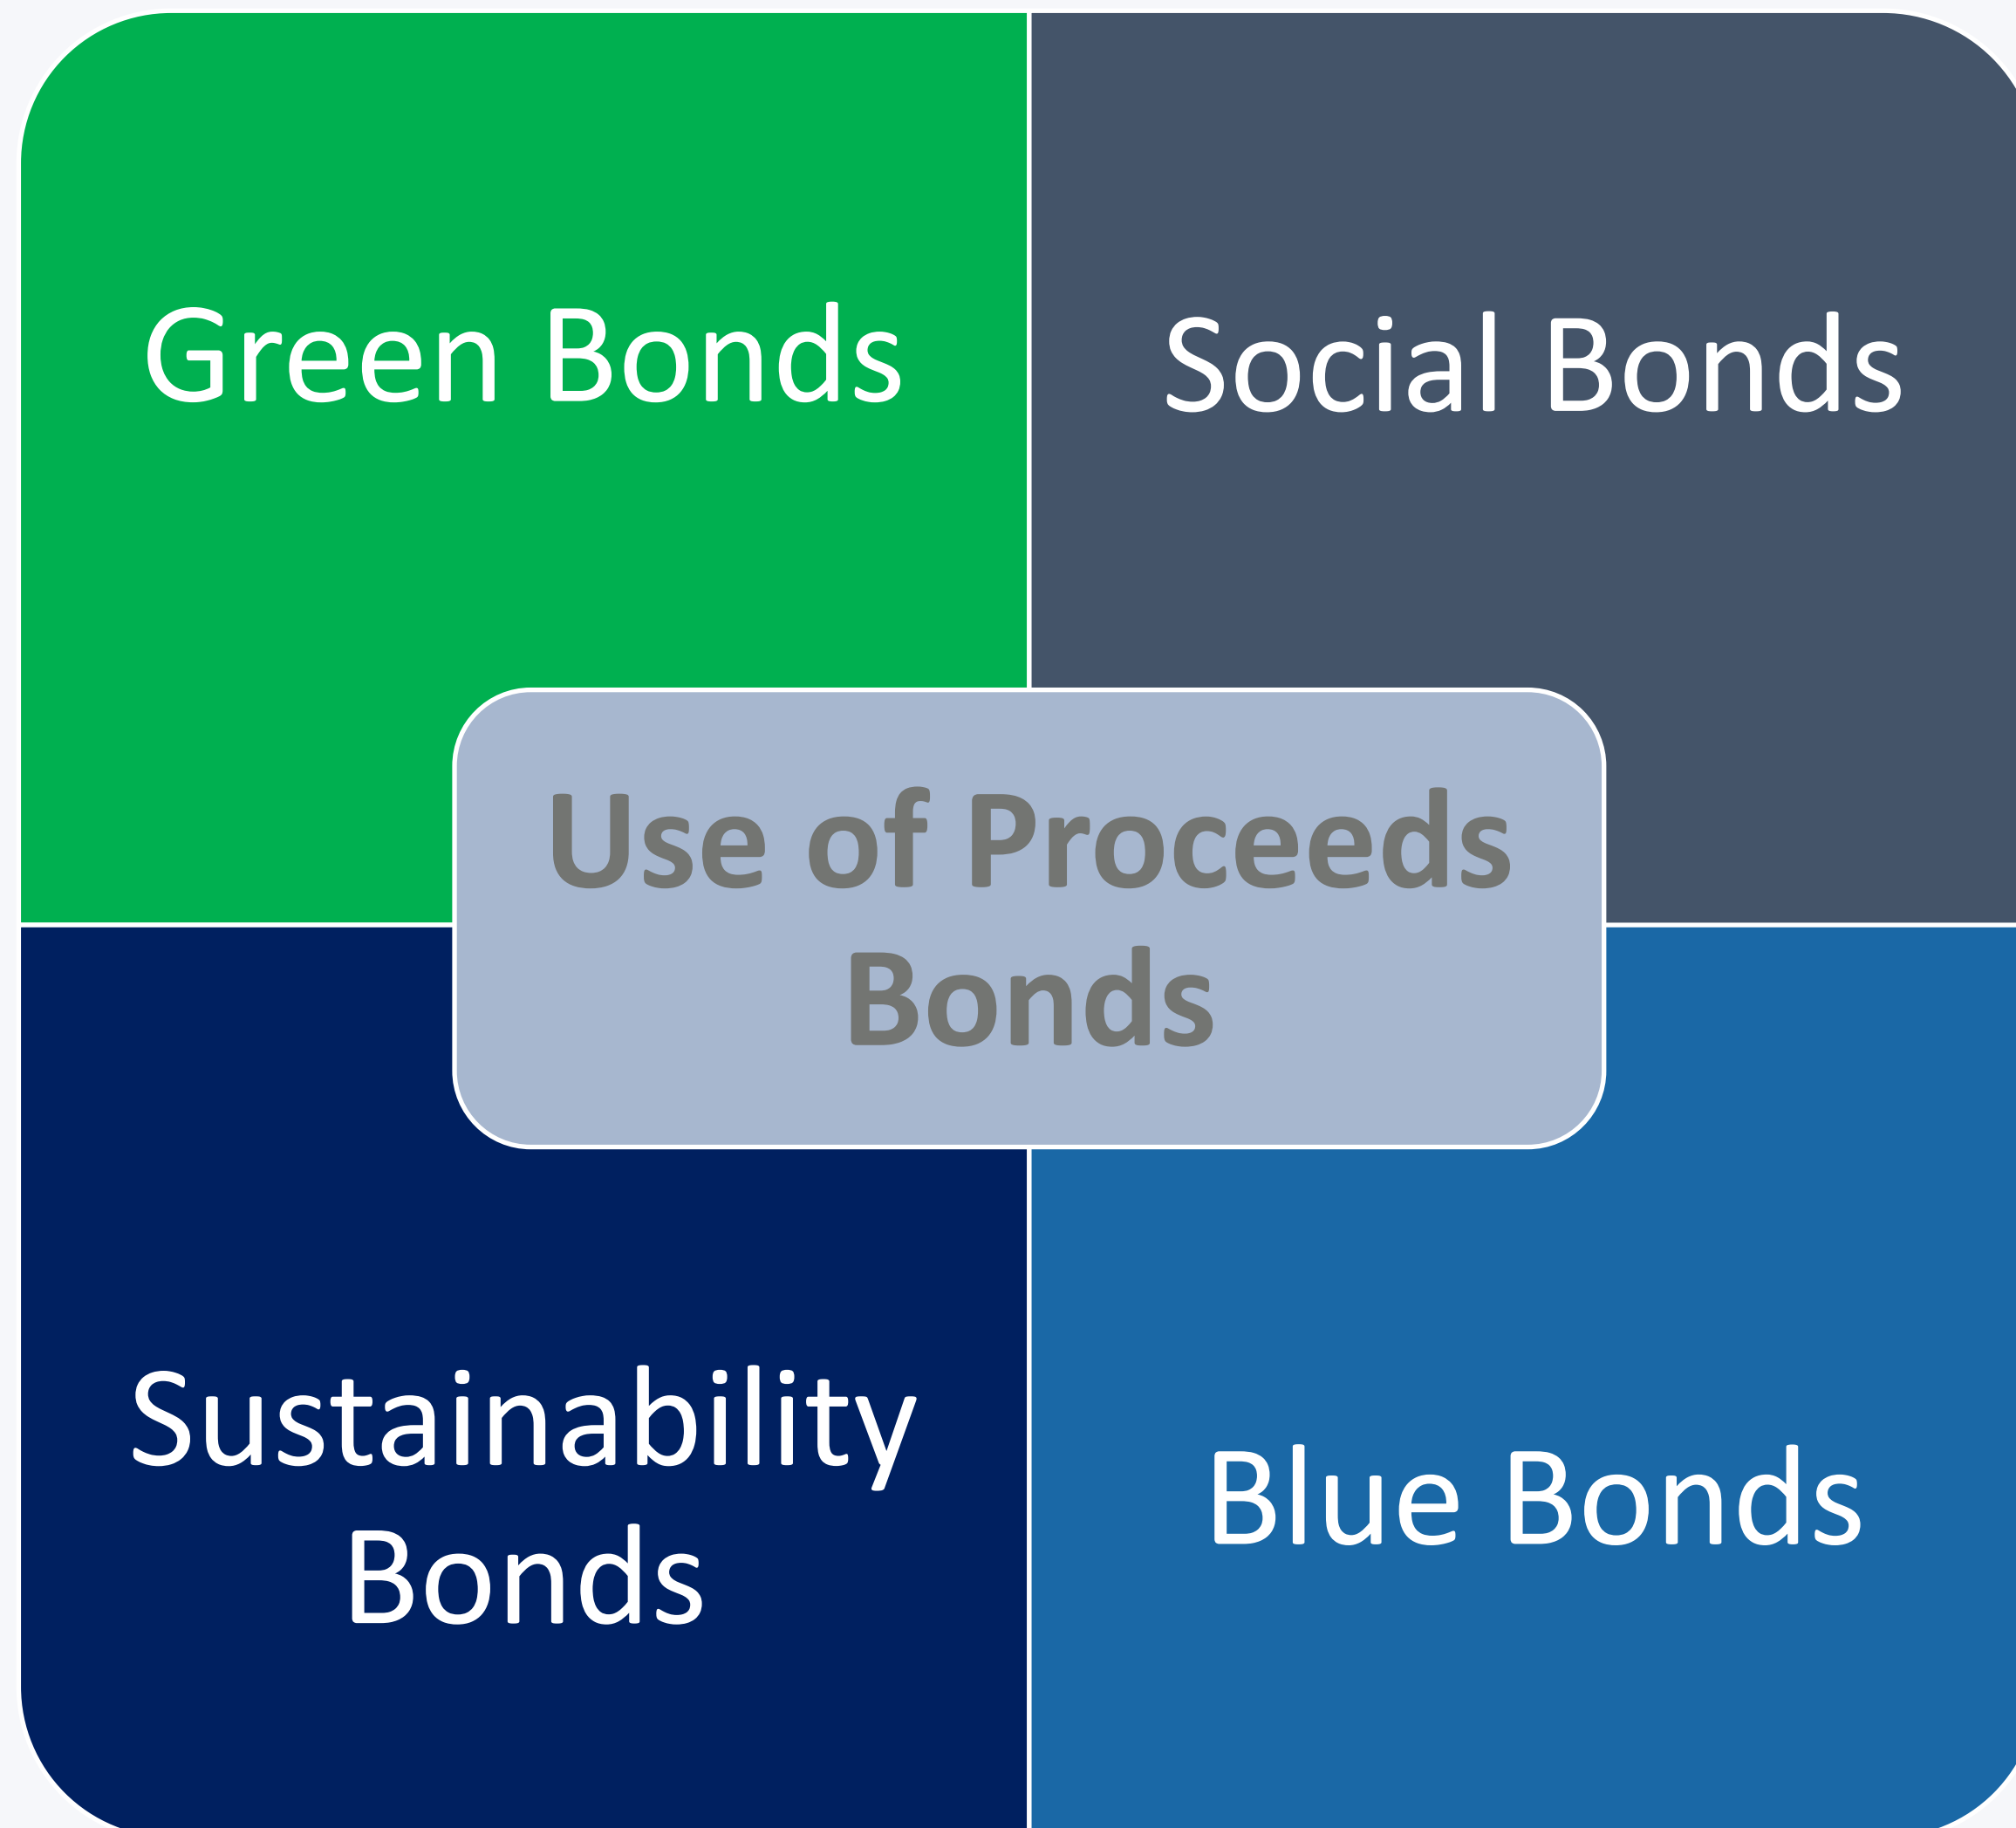 Green Bonds
Social Bonds
Use of Proceeds
Bonds
Sustainability
Bonds
Blue Bonds